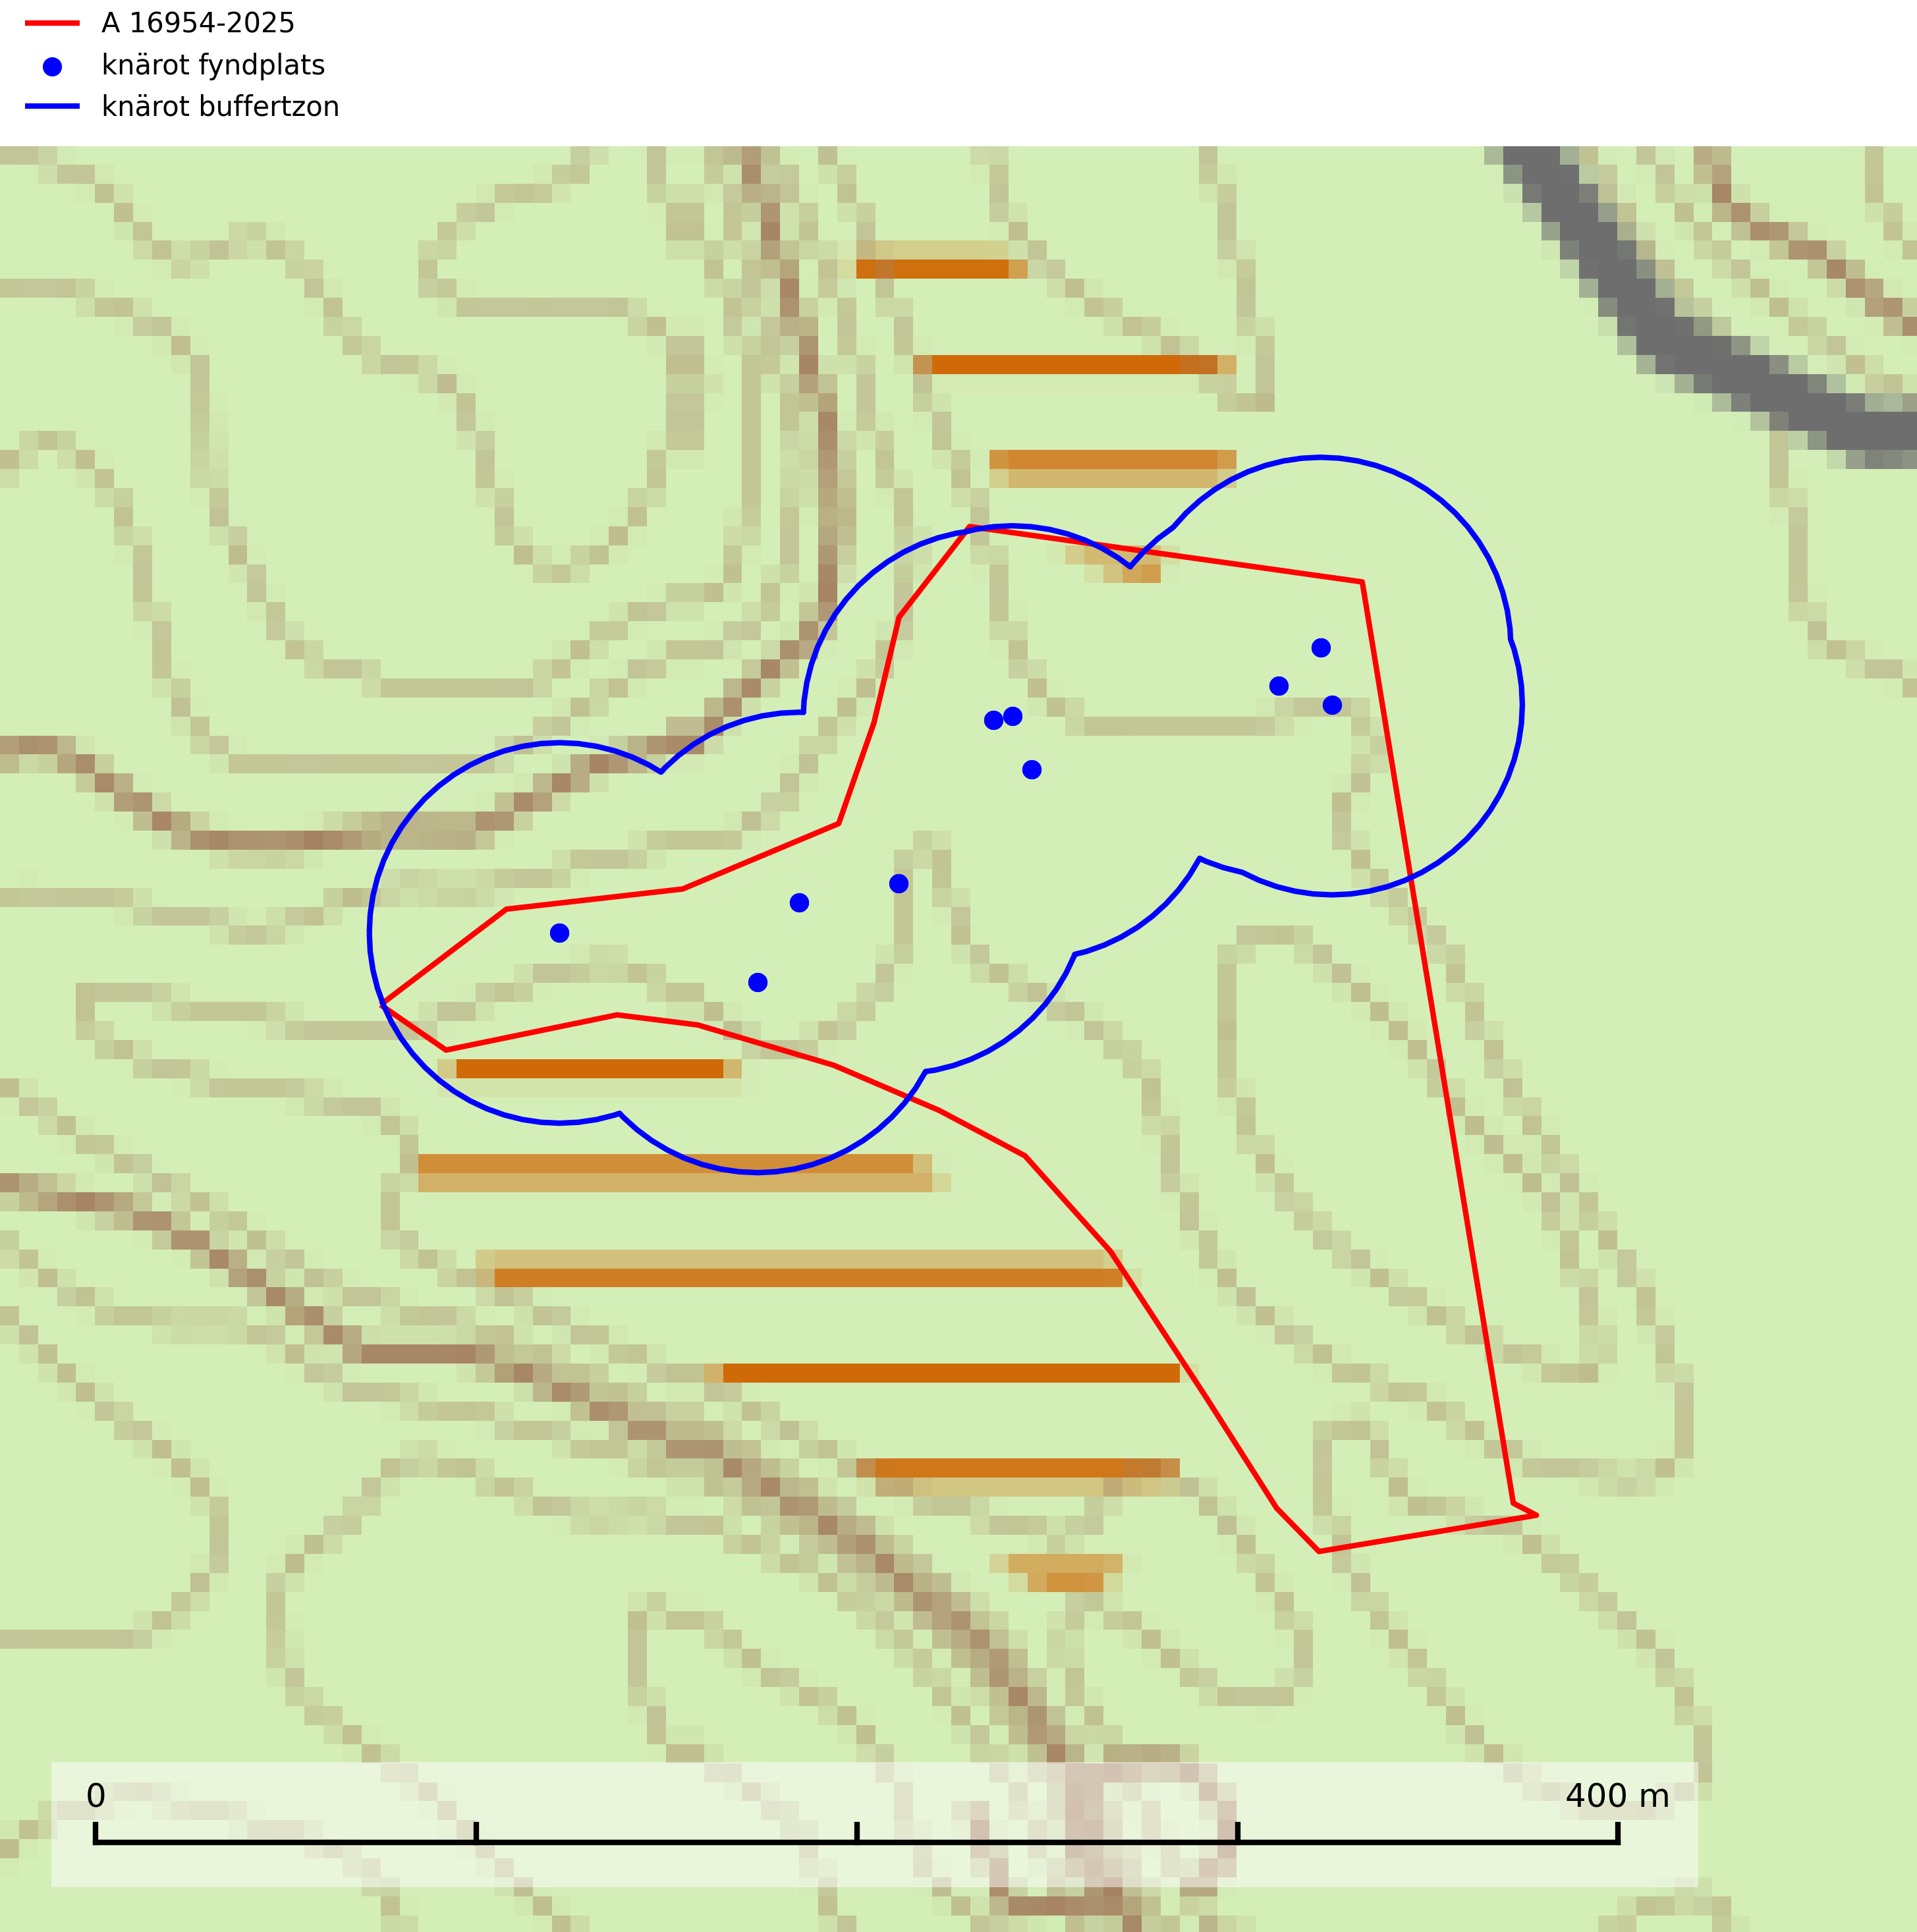 A 16954-2025
knärot fyndplats
knärot buffertzon
0
400 m